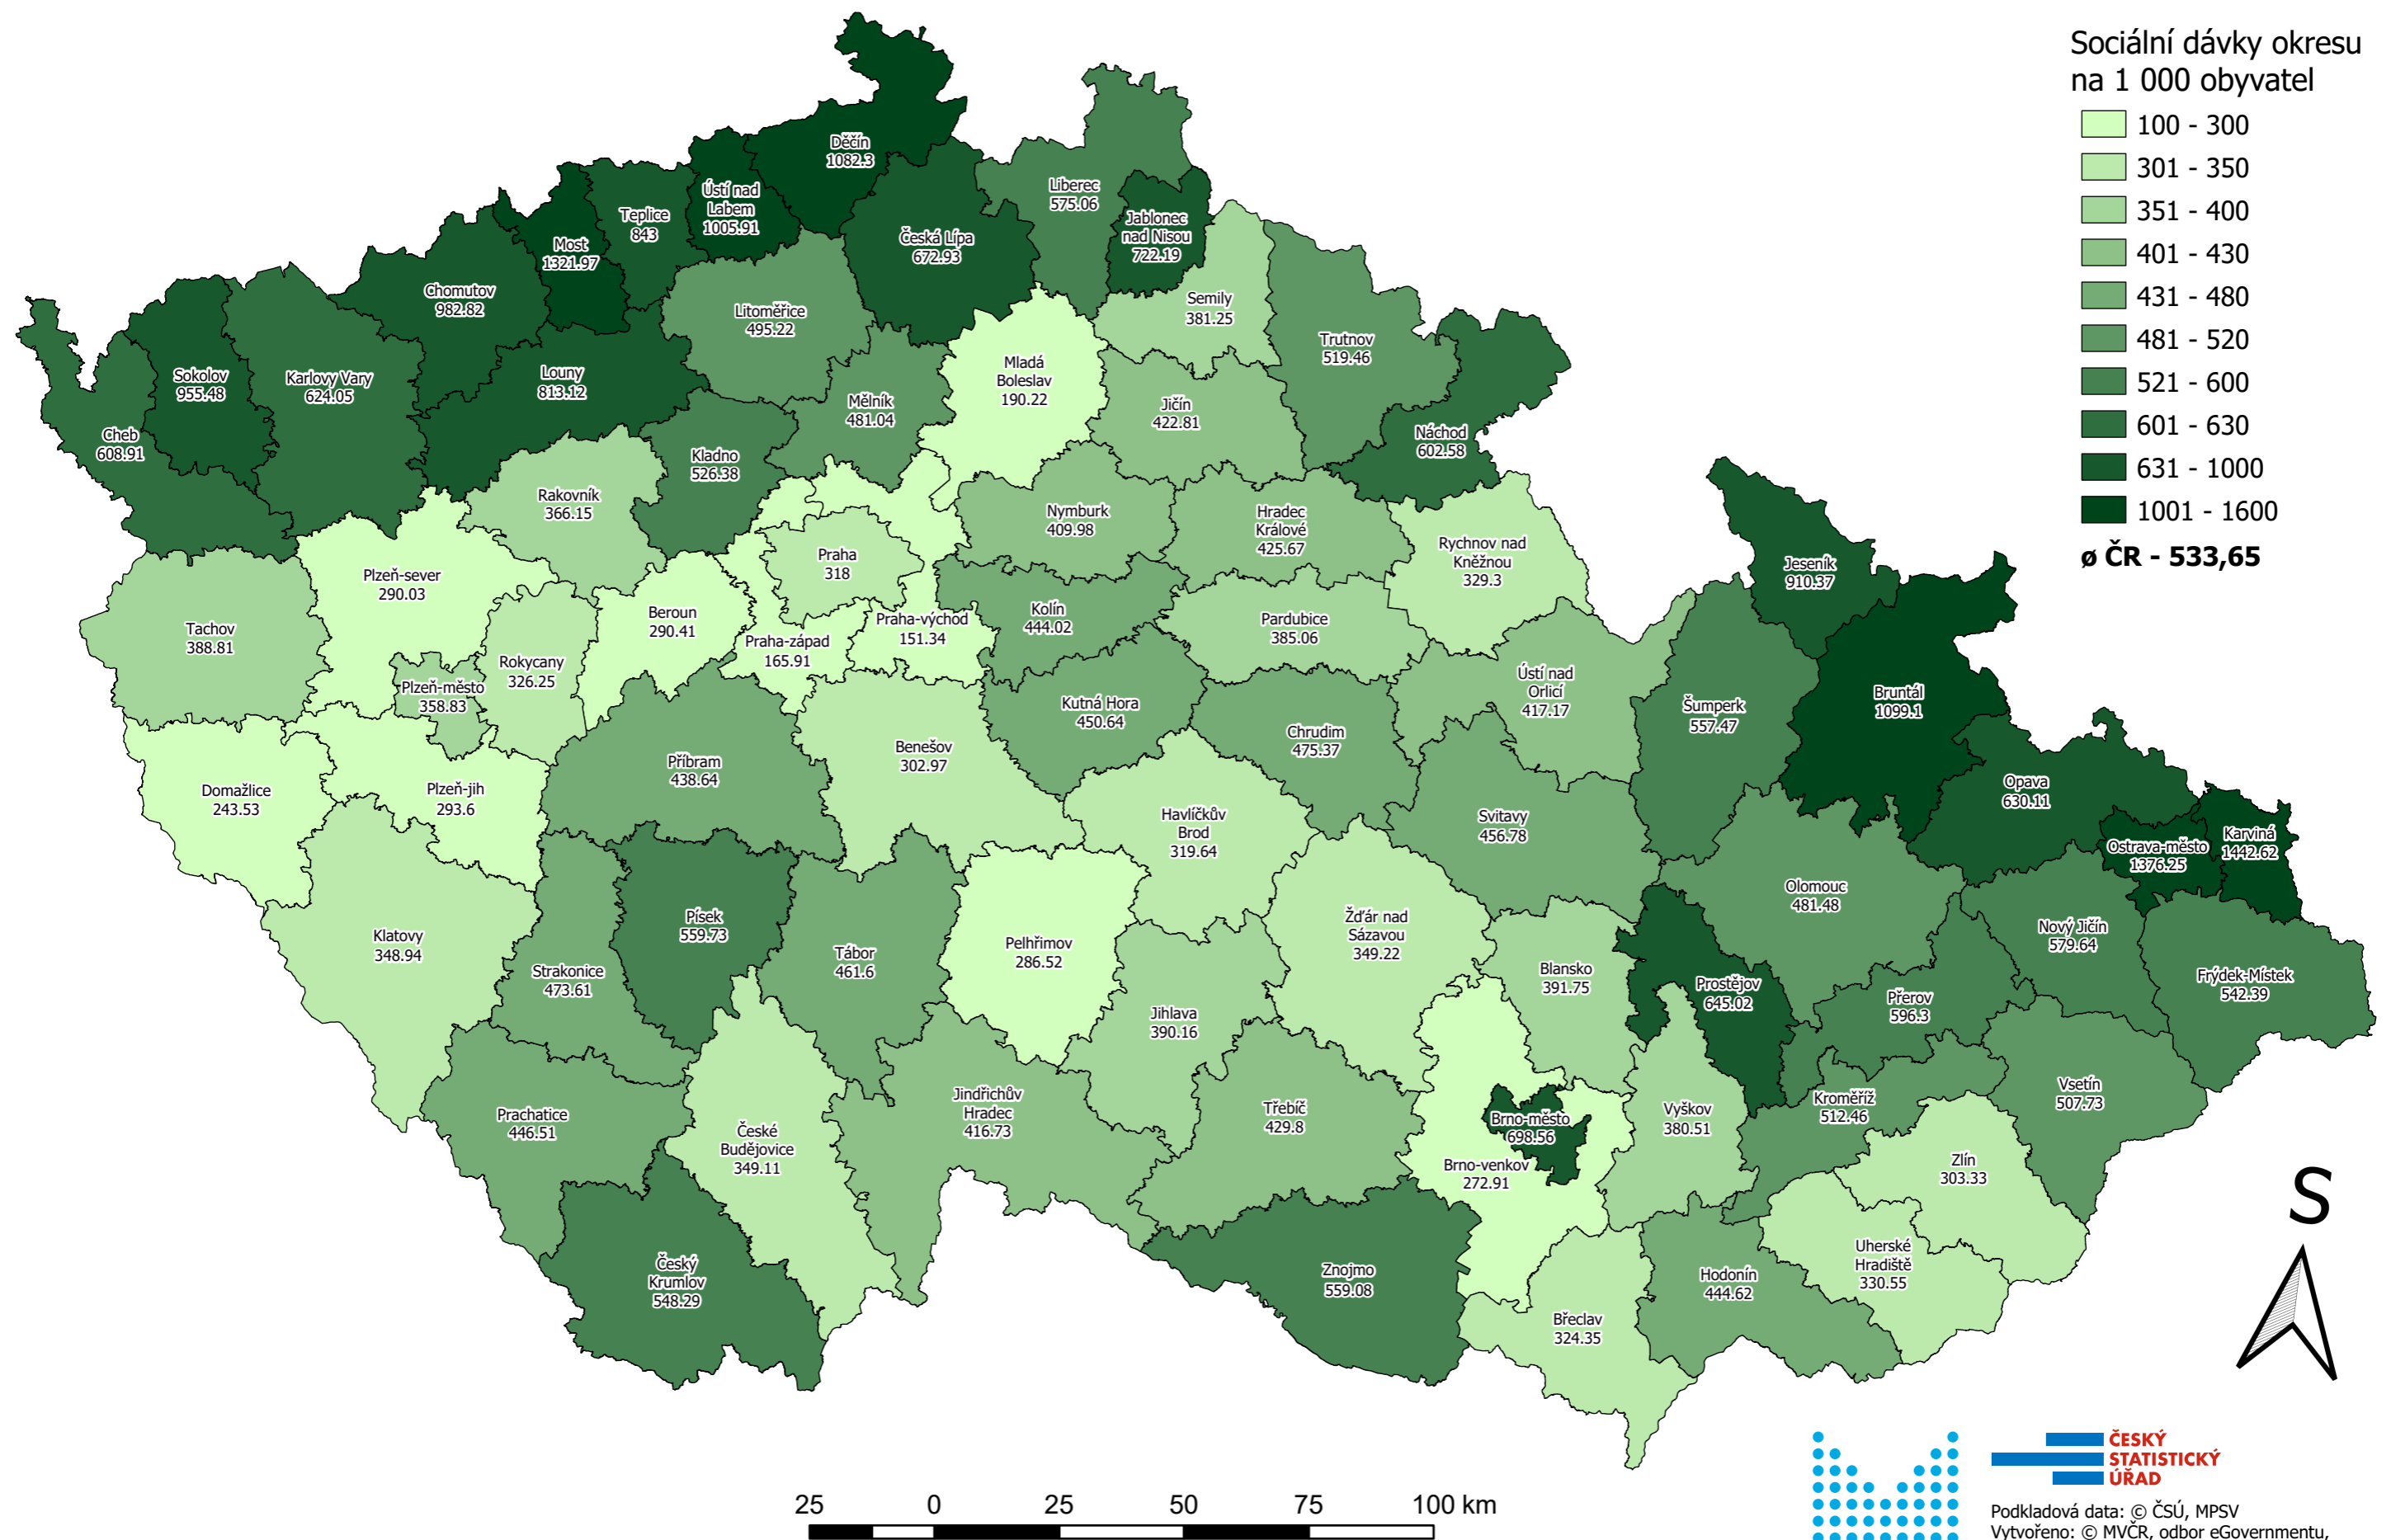 Sociální dávky okresu
na 1 000 obyvatel
100 - 300
301 - 350
351 - 400
401 - 430
431 - 480
481 - 520
521 - 600
601 - 630
631 - 1000
1001 - 1600
ø ČR - 533,65
Děčín
1082.3
Liberec
575.06
Ústí nad
Labem
1005.91
Teplice
843
Jablonec
nad Nisou
722.19
Česká Lípa
672.93
Most
1321.97
Chomutov
982.82
Semily
381.25
Litoměřice
495.22
Trutnov
519.46
Mladá
Boleslav
190.22
Louny
813.12
Sokolov
955.48
Karlovy Vary
624.05
Mělník
481.04
Jičín
422.81
Cheb
608.91
Náchod
602.58
Kladno
526.38
Rakovník
366.15
Nymburk
409.98
Hradec
Králové
425.67
Rychnov nad
Kněžnou
329.3
Praha
318
Jeseník
910.37
Plzeň-sever
290.03
Beroun
290.41
Kolín
444.02
Praha-východ
151.34
Pardubice
385.06
Tachov
388.81
Praha-západ
165.91
Rokycany
326.25
Ústí nad
Orlicí
417.17
Plzeň-město
358.83
Bruntál
1099.1
Kutná Hora
450.64
Šumperk
557.47
Chrudim
475.37
Benešov
302.97
Příbram
438.64
Domažlice
243.53
Plzeň-jih
293.6
Opava
630.11
Havlíčkův
Brod
319.64
Svitavy
456.78
Karviná
1442.62
Ostrava-město
1376.25
Olomouc
481.48
Písek
559.73
Žďár nad
Sázavou
349.22
Nový Jičín
579.64
Klatovy
348.94
Pelhřimov
286.52
Tábor
461.6
Strakonice
473.61
Blansko
391.75
Frýdek-Místek
542.39
Prostějov
645.02
Přerov
596.3
Jihlava
390.16
Vsetín
507.73
Jindřichův
Hradec
416.73
Kroměříž
512.46
Třebíč
429.8
Vyškov
380.51
Prachatice
446.51
Brno-město
698.56
České
Budějovice
349.11
Brno-venkov
272.91
Zlín
303.33
Uherské
Hradiště
330.55
Český
Krumlov
548.29
Znojmo
559.08
Hodonín
444.62
Břeclav
324.35
S
25 0 25 50 75 100 km
ČESKÝ
STATISTICKÝ
ÚŘAD
Podkladová data: © ČSÚ, MPSV
Vytvořeno: © MVČR, odbor eGovernmentu,